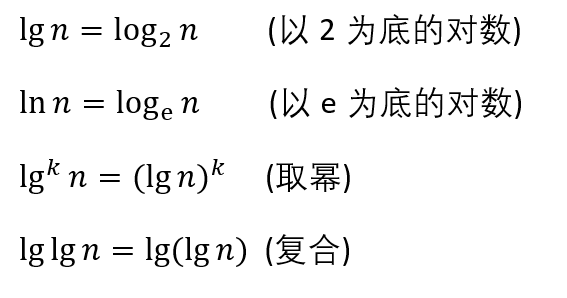 lg n = log₂ n (以 2 为底的对数)
ln n = logₑ n (以 e 为底的对数)
lgᵏ n = (lg n)ᵏ (取幂)
lg lg n = lg(lg n) (复合)